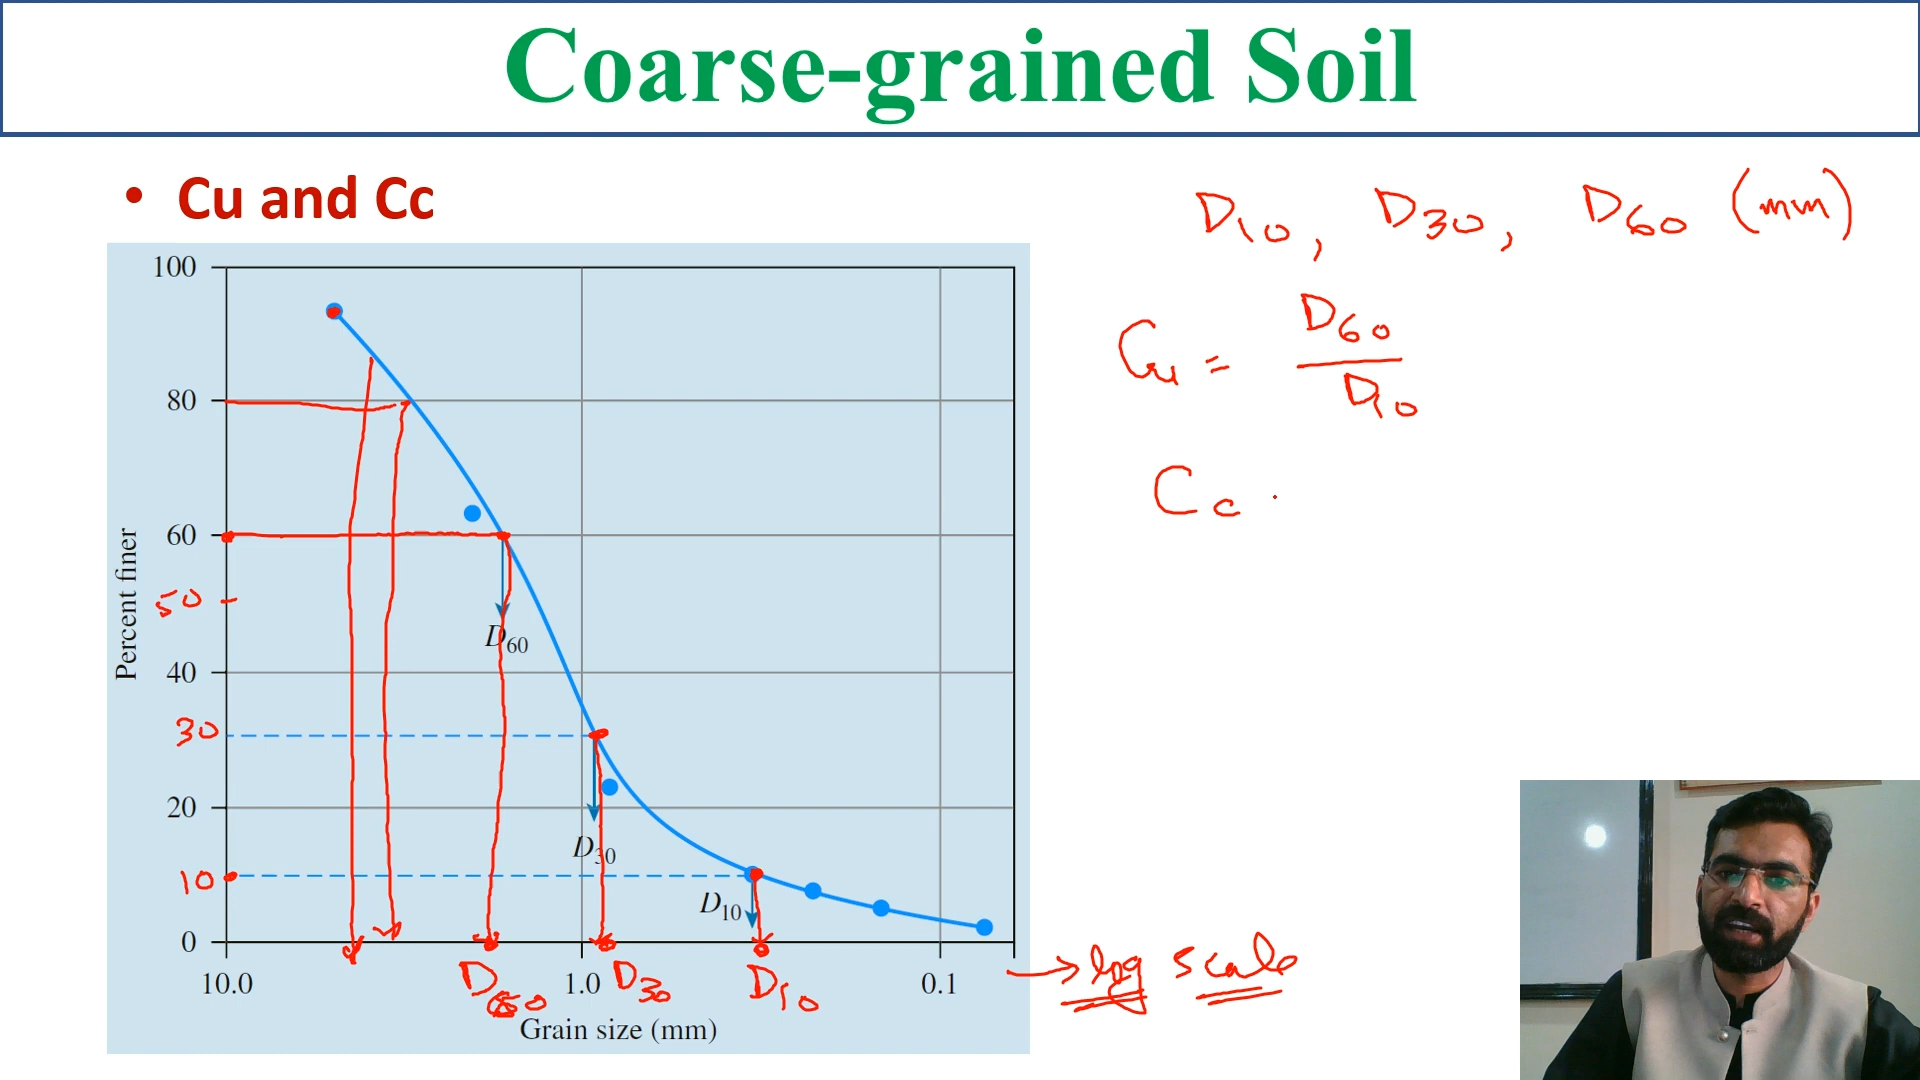 Coarse-grained Soil
• Cu and Cc
D10, D30, D60 (mm)
Cu = D60 / D10
Cc
100
80
60
50
40
30
20
10
0
Percent finer
D60
D30
D10
10.0
1.0
0.1
D60
D30
D10
Grain size (mm)
log scale